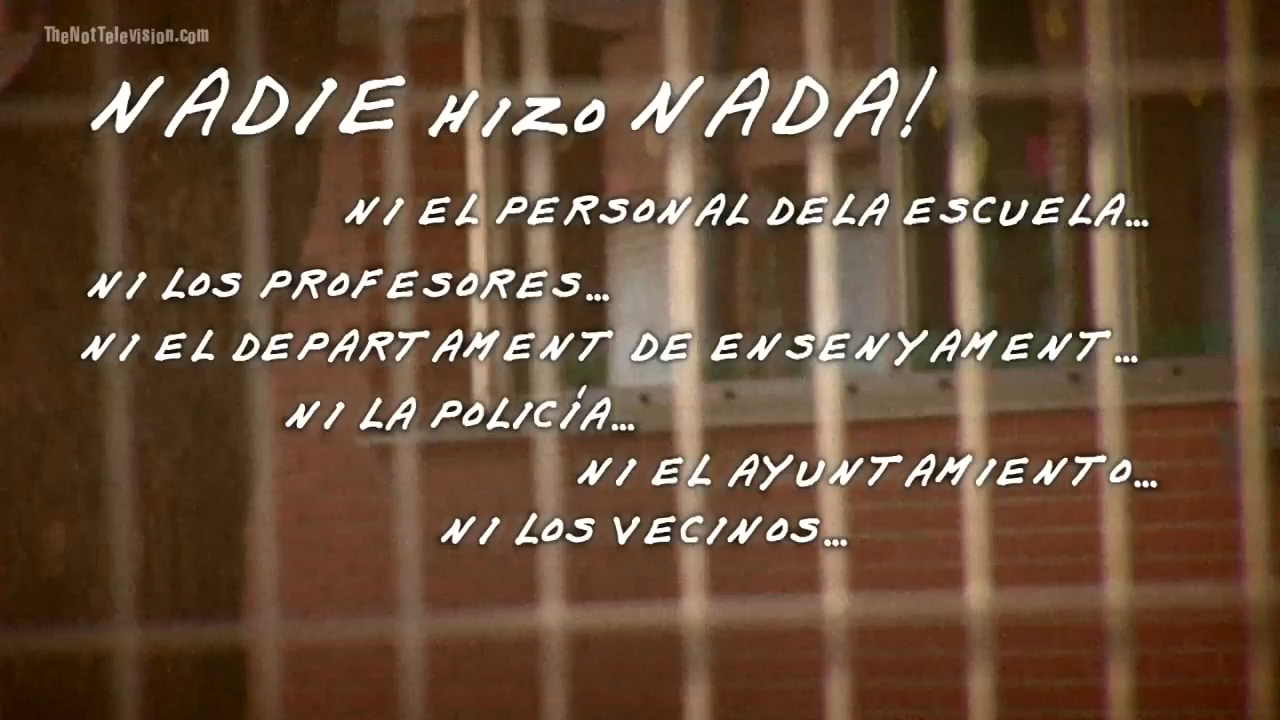 TheNotTelevision.com
NADIE HIZO NADA!
NI EL PERSONAL DE LA ESCUELA...
NI LOS PROFESORES...
NI EL DEPARTAMENT DE ENSENYAMENT...
NI LA POLICÍA...
NI EL AYUNTAMIENTO...
NI LOS VECINOS...